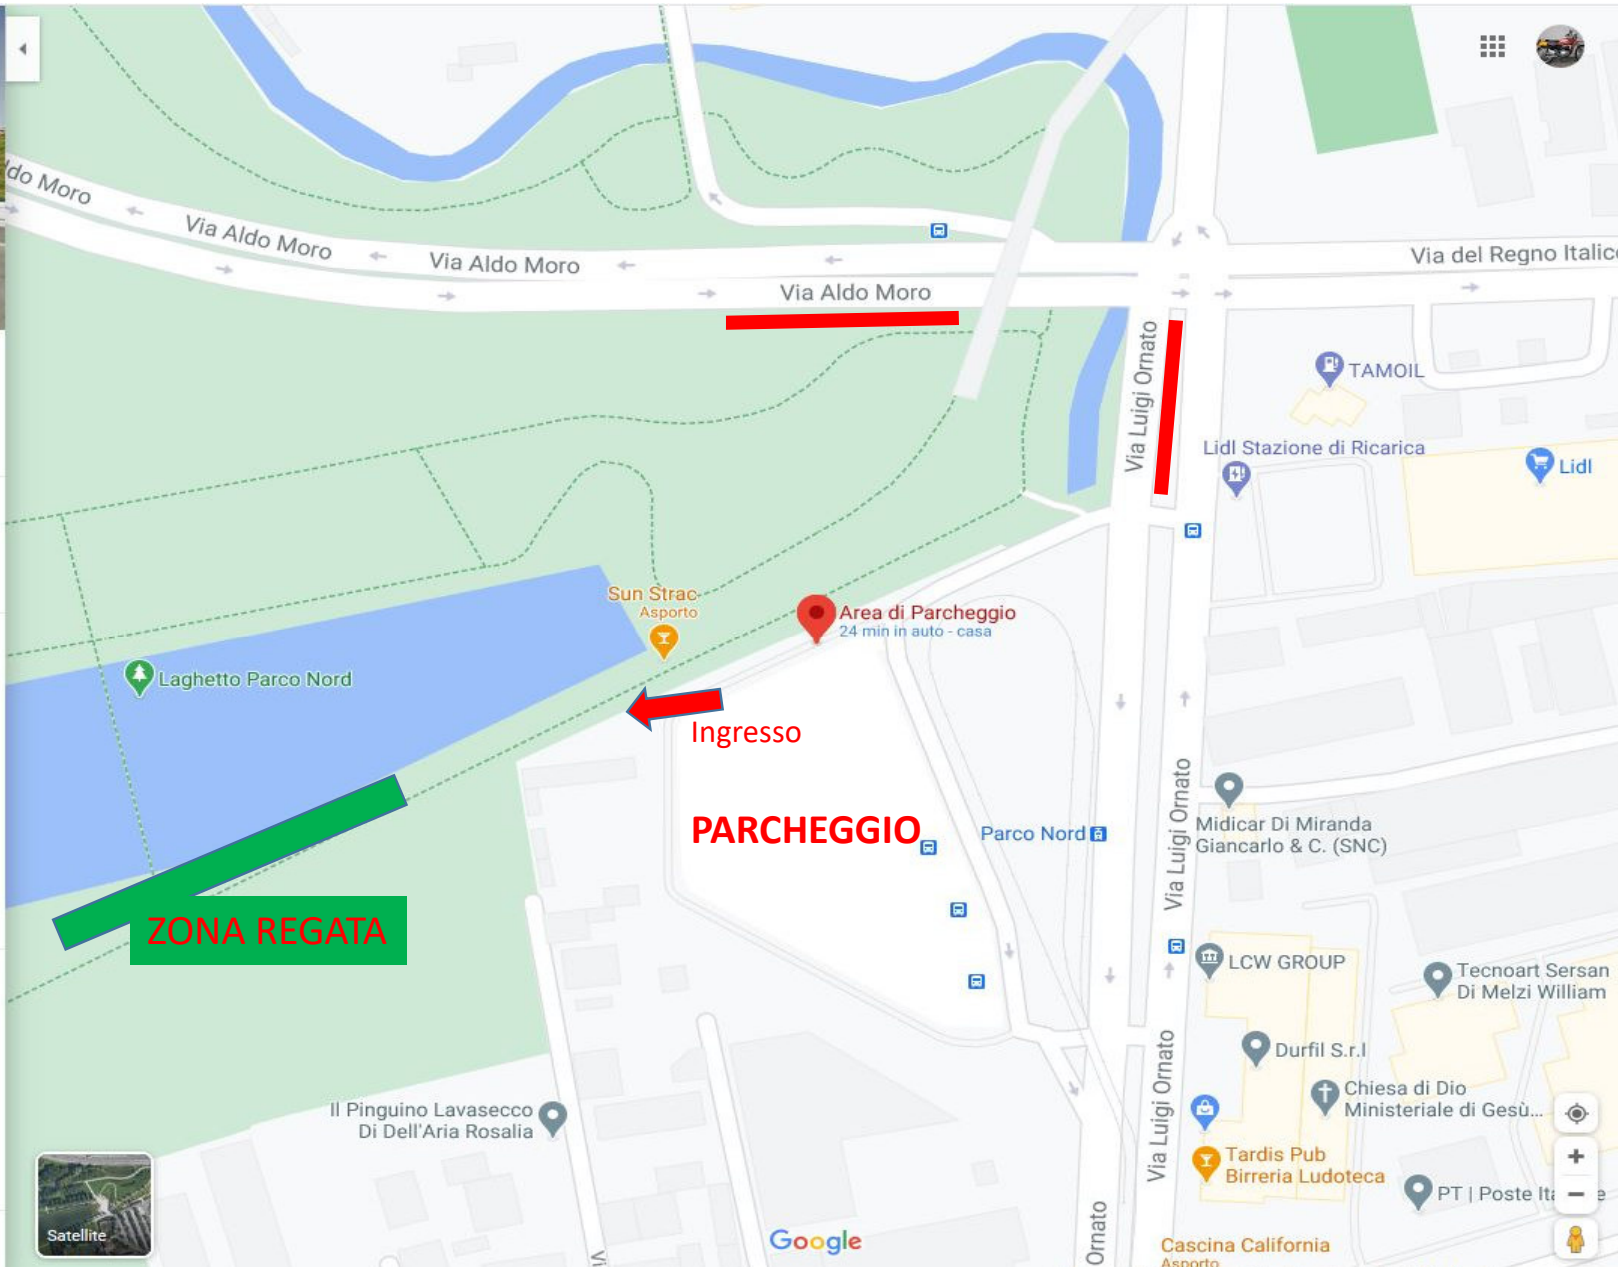 do Moro
Via Aldo Moro
Via Aldo Moro
Via Aldo Moro
Via del Regno Italico
Via Luigi Ornato
TAMOIL
Lidl Stazione di Ricarica
Lidl
Sun Strac
Asporto
Area di Parcheggio
24 min in auto - casa
Laghetto Parco Nord
Ingresso
PARCHEGGIO
Parco Nord
Via Luigi Ornato
Midicar Di Miranda
Giancarlo & C. (SNC)
ZONA REGATA
LCW GROUP
Tecnoart Sersan
Di Melzi William
Durfil S.r.l
Via Luigi Ornato
Chiesa di Dio
Ministeriale di Gesù...
Il Pinguino Lavasecco
Di Dell'Aria Rosalia
Tardis Pub
Birreria Ludoteca
PT | Poste Ita
Satellite
Google
Vi
Ornato
Cascina California
Asporto